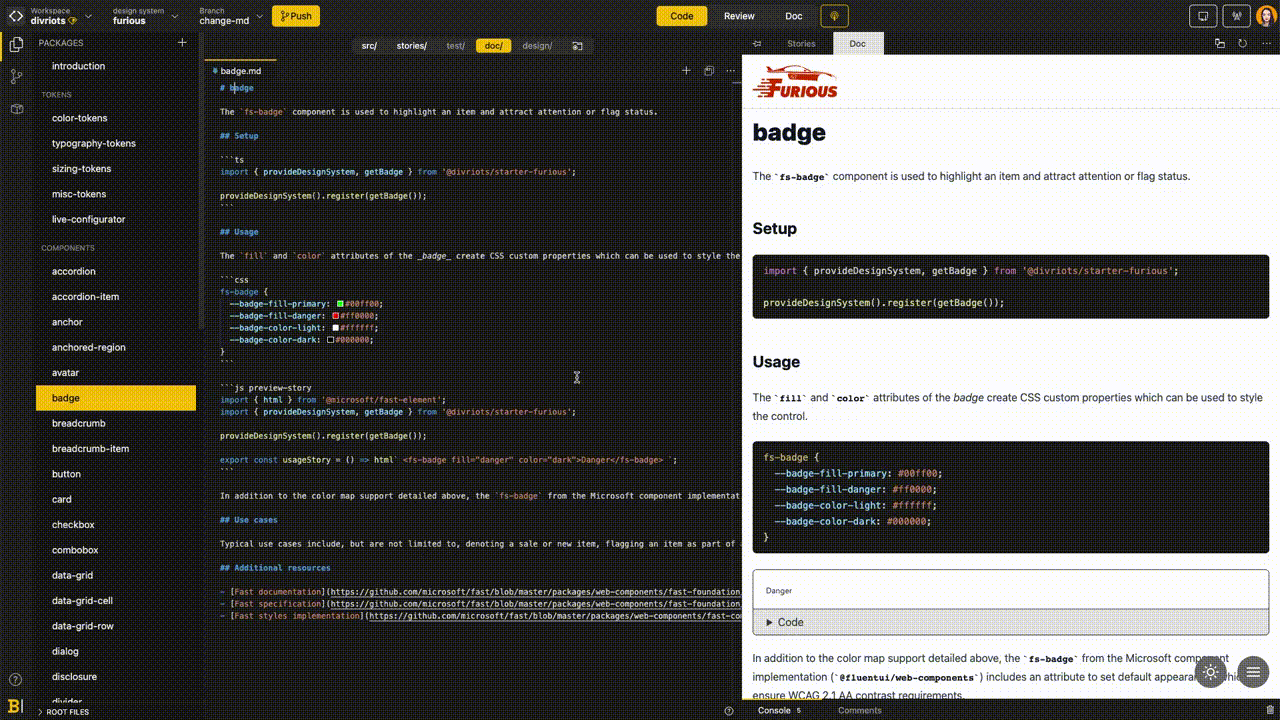 Workspace
divriots
design system
furious
Branch
change-md
Push
Code
Review
Doc
PACKAGES
introduction
TOKENS
color-tokens
typography-tokens
sizing-tokens
misc-tokens
live-configurator
COMPONENTS
accordion
accordion-item
anchor
anchored-region
avatar
badge
breadcrumb
breadcrumb-item
button
card
checkbox
combobox
data-grid
data-grid-cell
data-grid-row
dialog
disclosure
divider
ROOT FILES
src/
stories/
test/
doc/
design/
badge.md
# badge
The `fs-badge` component is used to highlight an item and attract attention or flag status.
## Setup
```ts
import { provideDesignSystem, getBadge } from '@divriots/starter-furious';
provideDesignSystem().register(getBadge());
```
## Usage
The `fill` and `color` attributes of the _badge_ create CSS custom properties which can be used to style the
```css
fs-badge {
--badge-fill-primary: #00ff00;
--badge-fill-danger: #ff0000;
--badge-color-light: #ffffff;
--badge-color-dark: #000000;
}
```
```js preview-story
import { html } from '@microsoft/fast-element';
import { provideDesignSystem, getBadge } from '@divriots/starter-furious';
provideDesignSystem().register(getBadge());
export const usageStory = () => html` <fs-badge fill="danger" color="dark">Danger</fs-badge> `;
```
In addition to the color map support detailed above, the `fs-badge` from the Microsoft component implementat
## Use cases
Typical use cases include, but are not limited to, denoting a sale or new item, flagging an item as part of
## Additional resources
- [Fast documentation](https://github.com/microsoft/fast/blob/master/packages/web-components/fast-foundation
- [Fast specification](https://github.com/microsoft/fast/blob/master/packages/web-components/fast-foundation
- [Fast styles implementation](https://github.com/microsoft/fast/blob/master/packages/web-components/fast-co
Stories
Doc
FURIOUS
badge
The `fs-badge` component is used to highlight an item and attract attention or flag status.
Setup
import { provideDesignSystem, getBadge } from '@divriots/starter-furious';
provideDesignSystem().register(getBadge());
Usage
The `fill` and `color` attributes of the badge create CSS custom properties which can be used to style
the control.
fs-badge {
--badge-fill-primary: #00ff00;
--badge-fill-danger: #ff0000;
--badge-color-light: #ffffff;
--badge-color-dark: #000000;
}
Danger
Code
In addition to the color map support detailed above, the `fs-badge` from the Microsoft component
implementation (`@fluentui/web-components`) includes an attribute to set default
ensure WCAG 2.1 AA contrast requirements.
Console 5
Comments